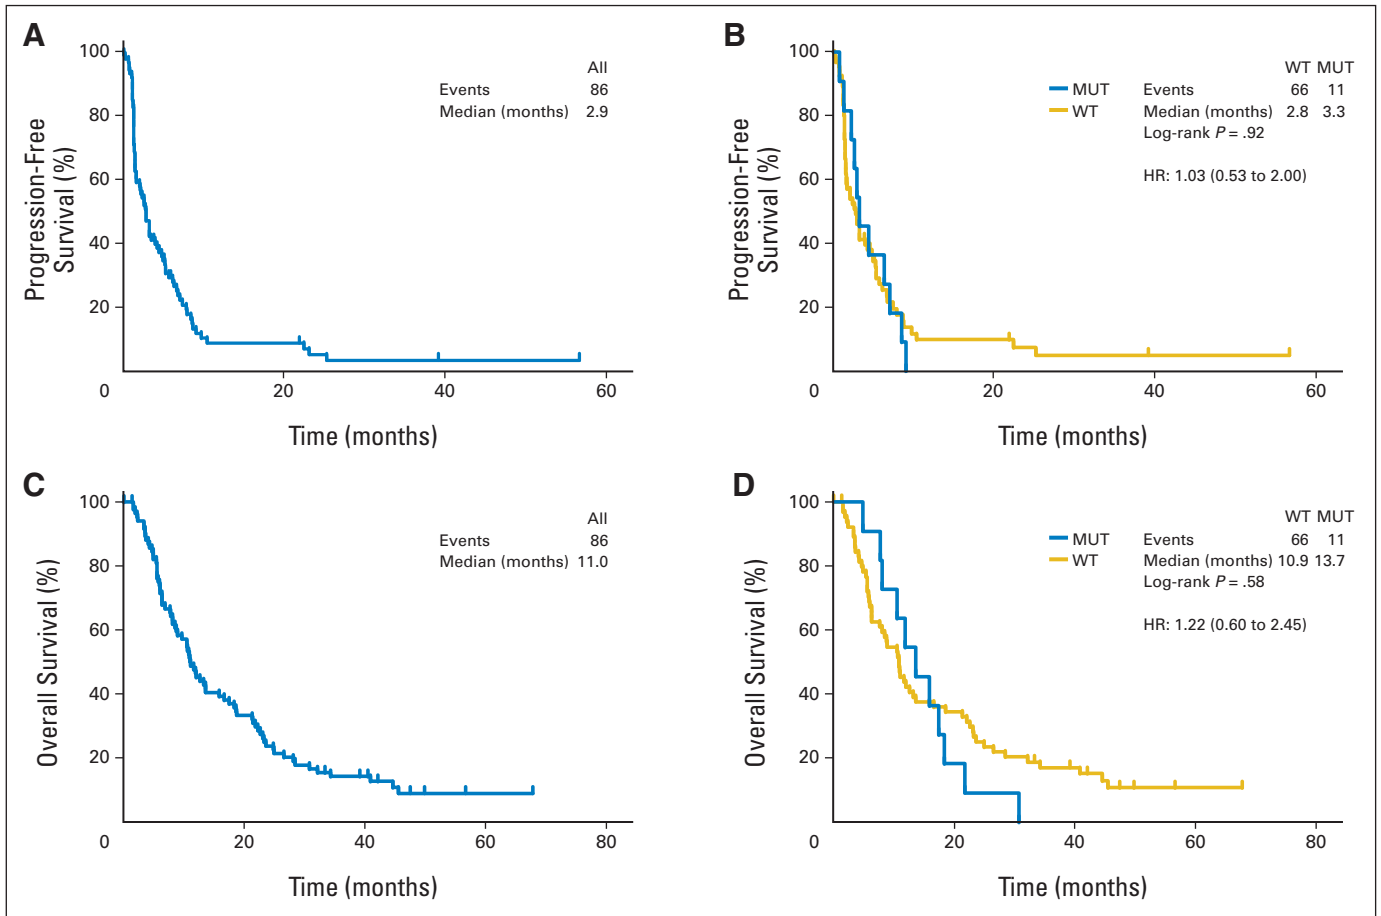 A
Progression-Free
Survival (%)
100
80
60
40
20
0
20
40
60
Time (months)
All
Events 86
Median (months) 2.9
B
Progression-Free
Survival (%)
100
80
60
40
20
0
20
40
60
Time (months)
MUT
WT
WT MUT
Events 66 11
Median (months) 2.8 3.3
Log-rank P = .92
HR: 1.03 (0.53 to 2.00)
C
Overall Survival (%)
100
80
60
40
20
0
20
40
60
80
Time (months)
All
Events 86
Median (months) 11.0
D
Overall Survival (%)
100
80
60
40
20
0
20
40
60
80
Time (months)
MUT
WT
WT MUT
Events 66 11
Median (months) 10.9 13.7
Log-rank P = .58
HR: 1.22 (0.60 to 2.45)